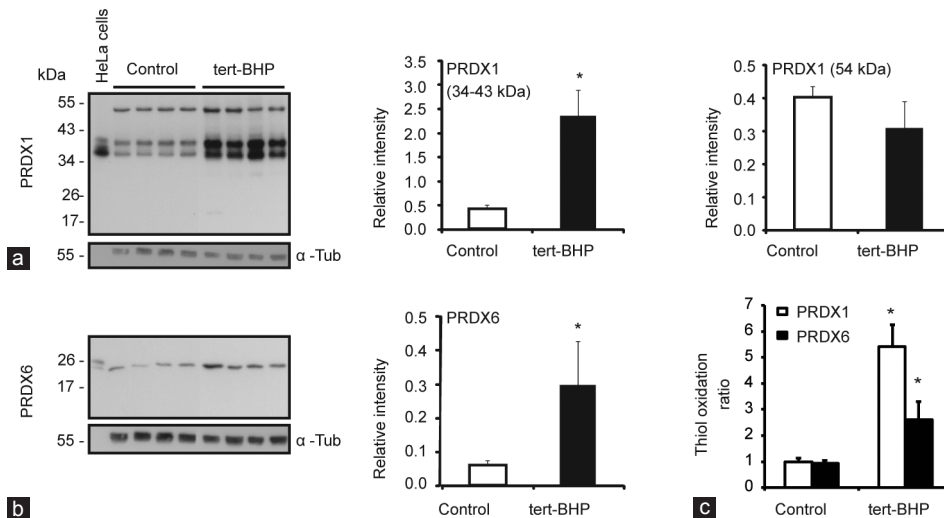 a
HeLa cells
kDa
Control
tert-BHP
PRDX1
55 -
43 -
34 -
26-
17 -
55 -
α -Tub
PRDX1
(34-43 kDa)
Relative intensity
3.5
3.0
2.5
2.0
1.5
1.0
0.5
0.0
*
Control
tert-BHP
PRDX1 (54 kDa)
Relative intensity
0.5
0.4
0.3
0.2
0.1
0.0
Control
tert-BHP
b
PRDX6
26 -
17 -
55 -
α -Tub
PRDX6
Relative intensity
0.5
0.4
0.3
0.2
0.1
0.0
*
Control
tert-BHP
c
PRDX1
PRDX6
Thiol oxidation
ratio
7
6
5
4
3
2
1
0
*
*
Control
tert-BHP